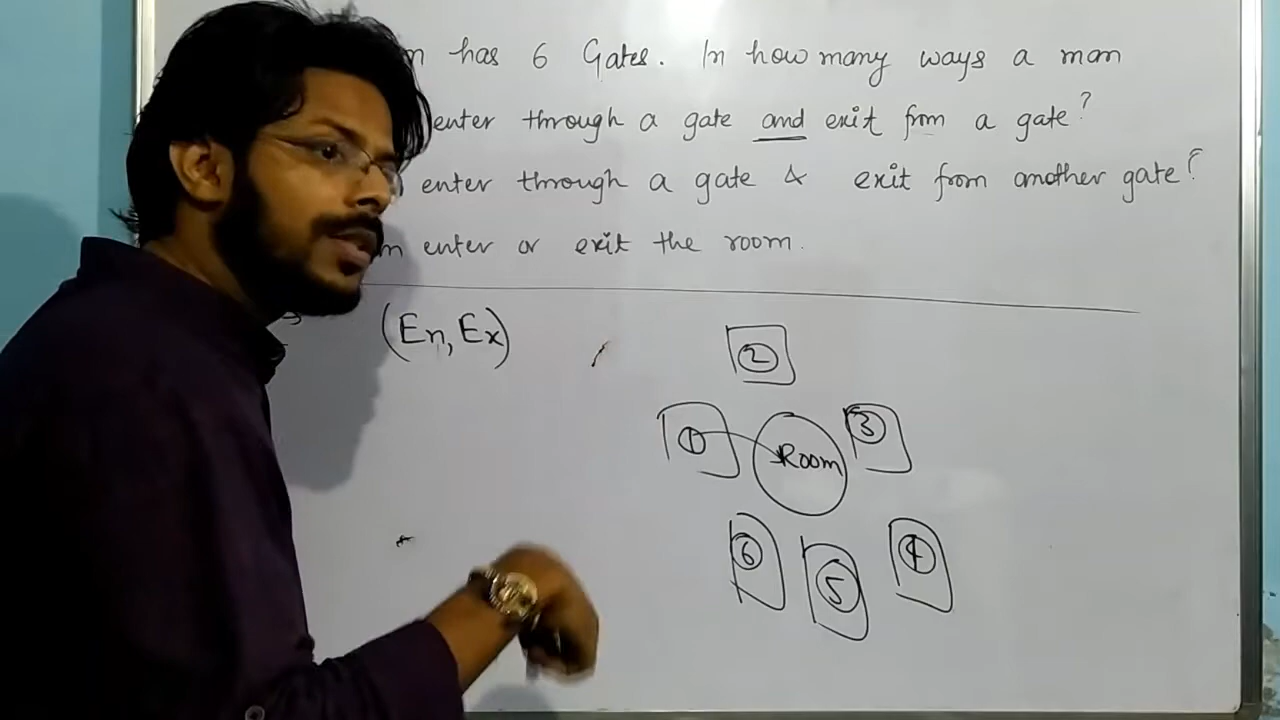 has 6 Gates. In how many ways a man
enter through a gate and exit from a gate?
enter through a gate & exit from another gate?
enter or exit the room.
(En, Ex)
2
1
Room
3
6
5
4